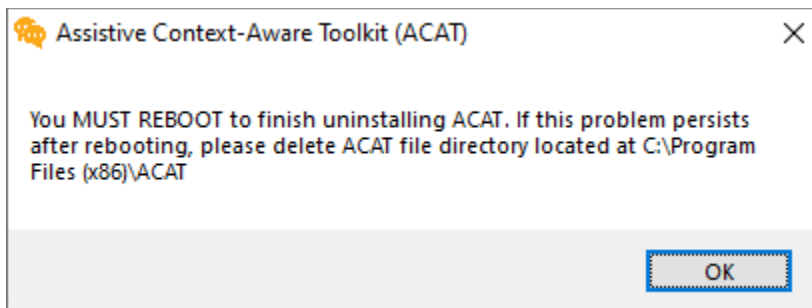 Assistive Context-Aware Toolkit (ACAT)
You MUST REBOOT to finish uninstalling ACAT. If this problem persists
after rebooting, please delete ACAT file directory located at C:\Program
Files (x86)\ACAT
OK